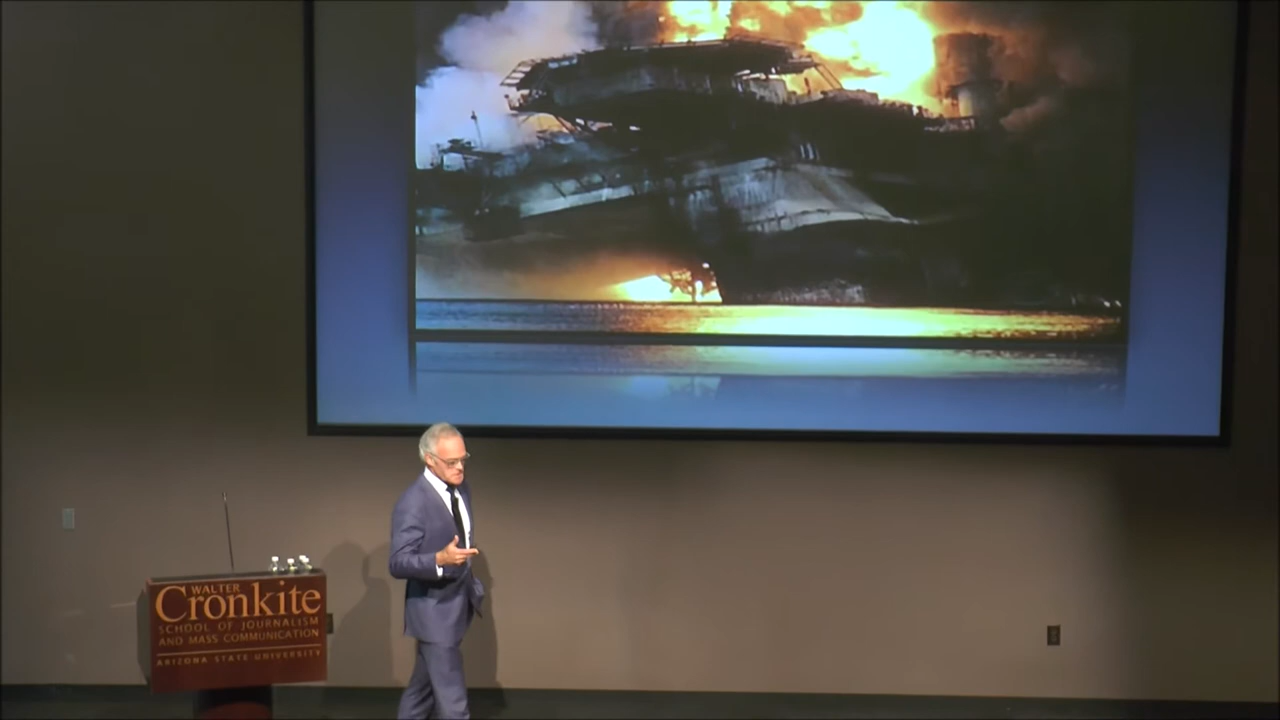 WALTER
Cronkite
SCHOOL OF JOURNALISM
AND MASS COMMUNICATION
ARIZONA STATE UNIVERSITY